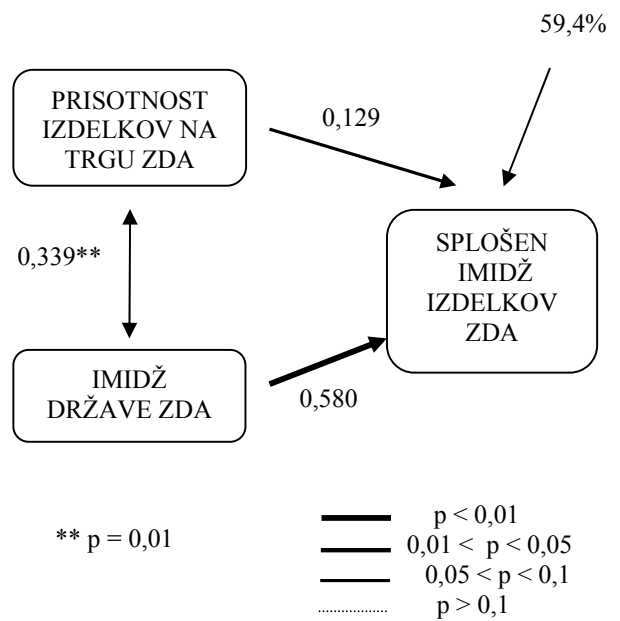 59,4%
PRISOTNOST
IZDELKOV NA
TRGU ZDA
0,129
0,339**
SPLOŠEN
IMIDŽ
IZDELKOV
ZDA
IMIDŽ
DRŽAVE ZDA
0,580
** p = 0,01
p < 0,01
0,01 < p < 0,05
0,05 < p < 0,1
p > 0,1